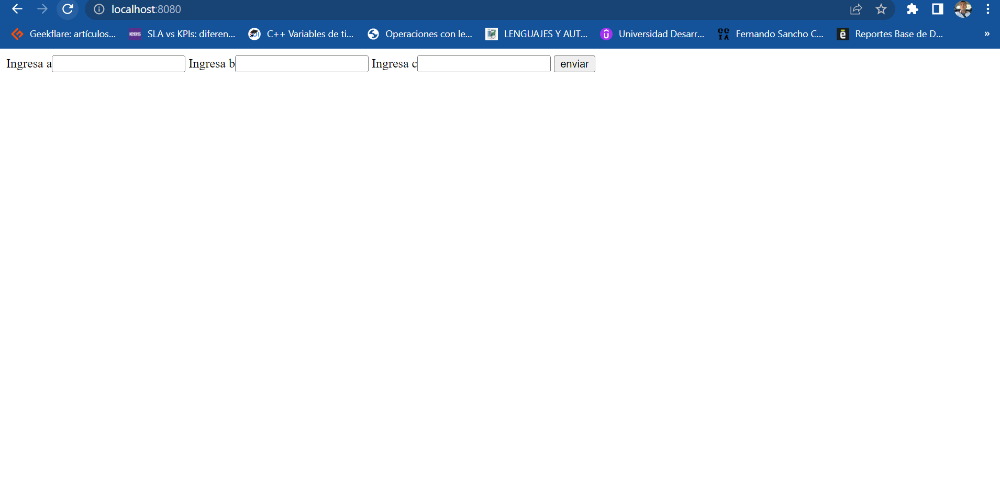 localhost:8080
Geekflare: artículos... SLA vs KPIs: diferen... C++ Variables de ti... Operaciones con le... LENGUAJES Y AUT... Universidad Desarr... Fernando Sancho C... Reportes Base de D... »
Ingresa a Ingresa b Ingresa c enviar